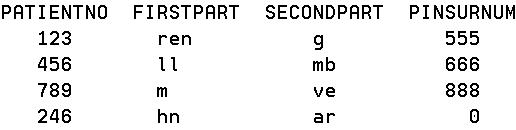 PATIENTNO FIRSTPART SECONDPART PINSURNUM
123 ren g 555
456 ll mb 666
789 m ve 888
246 hn ar 0